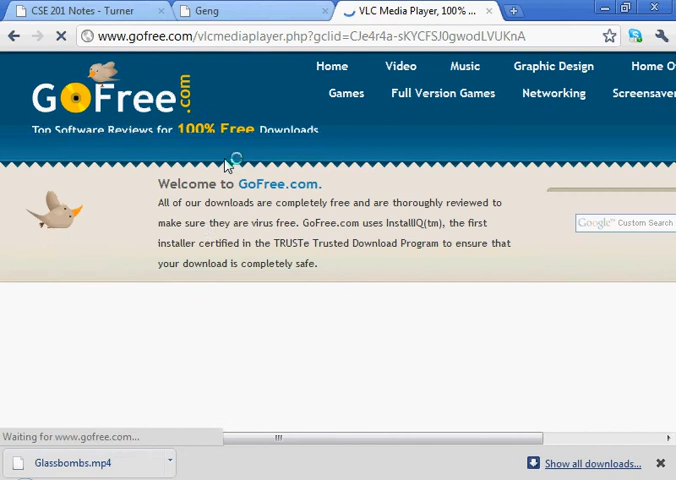 CSE 201 Notes - Turner
Geng
VLC Media Player, 100% ...
www.gofree.com/vlcmediaplayer.php?gclid=CJe4r4a-sKYCFSJ0gwodLVUKnA
GoFree.com
Top Software Reviews for 100% Free Downloads
Home Video Music Graphic Design Home O
Games Full Version Games Networking Screensaver
Welcome to GoFree.com.
All of our downloads are completely free and are thoroughly reviewed to
make sure they are virus free. GoFree.com uses InstallIQ(tm), the first
installer certified in the TRUSTe Trusted Download Program to ensure that
your download is completely safe.
Google™ Custom Search
Waiting for www.gofree.com...
Glassbombs.mp4
Show all downloads...